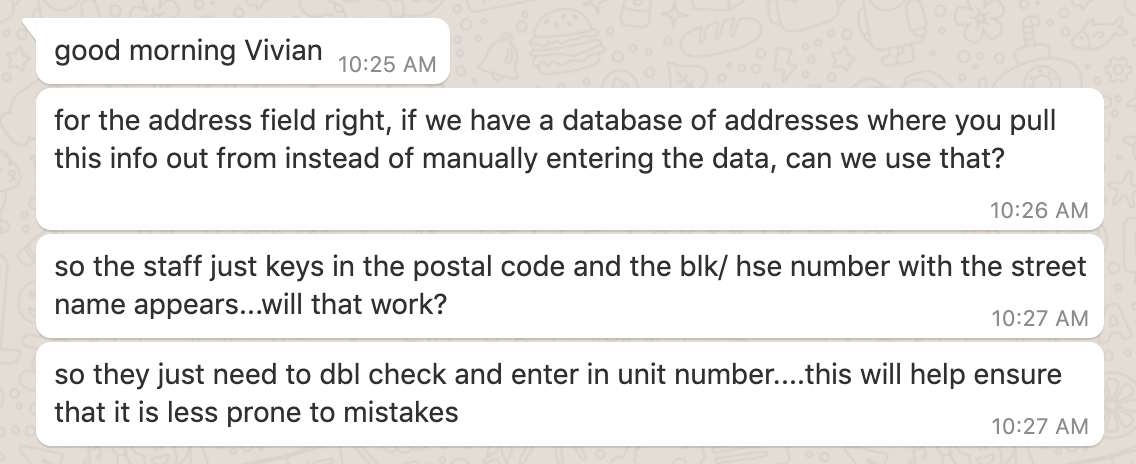 good morning Vivian 10:25 AM
for the address field right, if we have a database of addresses where you pull
this info out from instead of manually entering the data, can we use that?
10:26 AM
so the staff just keys in the postal code and the blk/ hse number with the street
name appears...will that work? 10:27 AM
so they just need to dbl check and enter in unit number....this will help ensure
that it is less prone to mistakes 10:27 AM